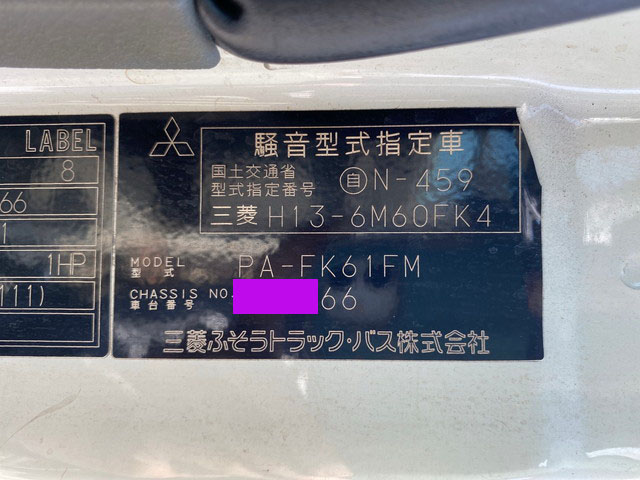 LABEL
8
66
1
1HP
111)
騒音型式指定車
国土交通省
型式指定番号 自N-459
三菱 H13-6M60FK4
MODEL
型式 PA-FK61FM
CHASSIS NO.
車台番号 66
三菱ふそうトラック・バス株式会社